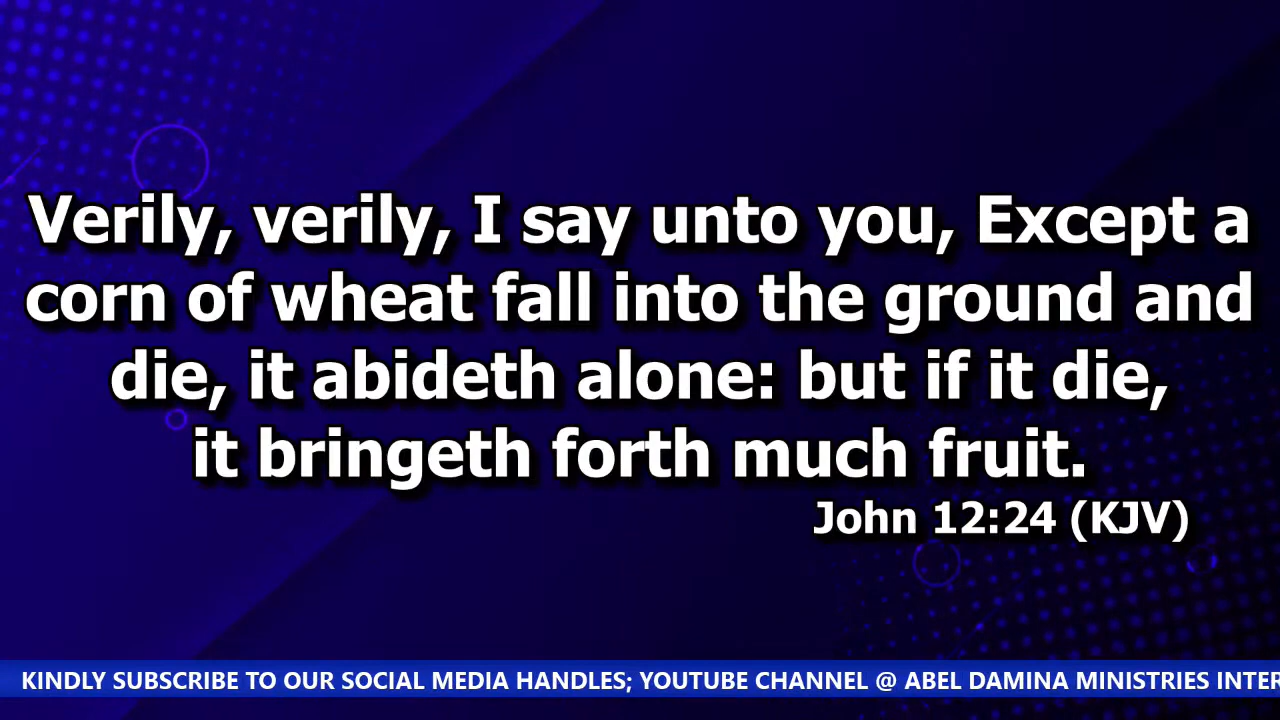 Verily, verily, I say unto you, Except a
corn of wheat fall into the ground and
die, it abideth alone: but if it die,
it bringeth forth much fruit.
John 12:24 (KJV)
KINDLY SUBSCRIBE TO OUR SOCIAL MEDIA HANDLES; YOUTUBE CHANNEL @ ABEL DAMINA MINISTRIES INTER